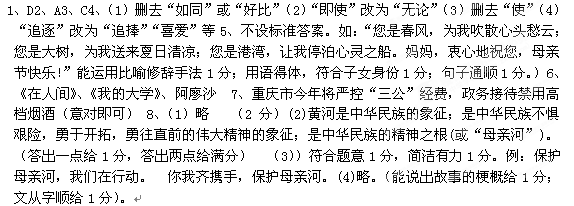 1、D2、A3、C4、（1）删去“如同”或“好比”（2）“即使”改为“无论”（3）删去“使”（4）
“追逐”改为“追捧”“喜爱”等 5、不设标准答案。如：“您是春风，为我吹散心头愁云；
您是大树，为我送来夏日清凉；您是港湾，让我停泊心灵之船。妈妈，衷心地祝您，母亲
节快乐!”能运用比喻修辞手法 1 分；用语得体，符合子女身份 1 分；句子通顺 1 分。）6、
《在人间》、《我的大学》、阿廖沙　7、重庆市今年将严控“三公”经费，政务接待禁用高
档烟酒（意对即可） 8、（1）略　（2 分）（2）黄河是中华民族的象征；是中华民族不惧
艰险，勇于开拓，勇往直前的伟大精神的象征；是中华民族的精神之根(或“母亲河”)。
（答出一点给 1 分，答出两点给满分）　（3））符合题意 1 分，简洁有力 1 分。例：保护
母亲河，我们在行动。　你我齐携手，保护母亲河。(4)略。（能说出故事的梗概给 1 分；
文从字顺给 1 分）。